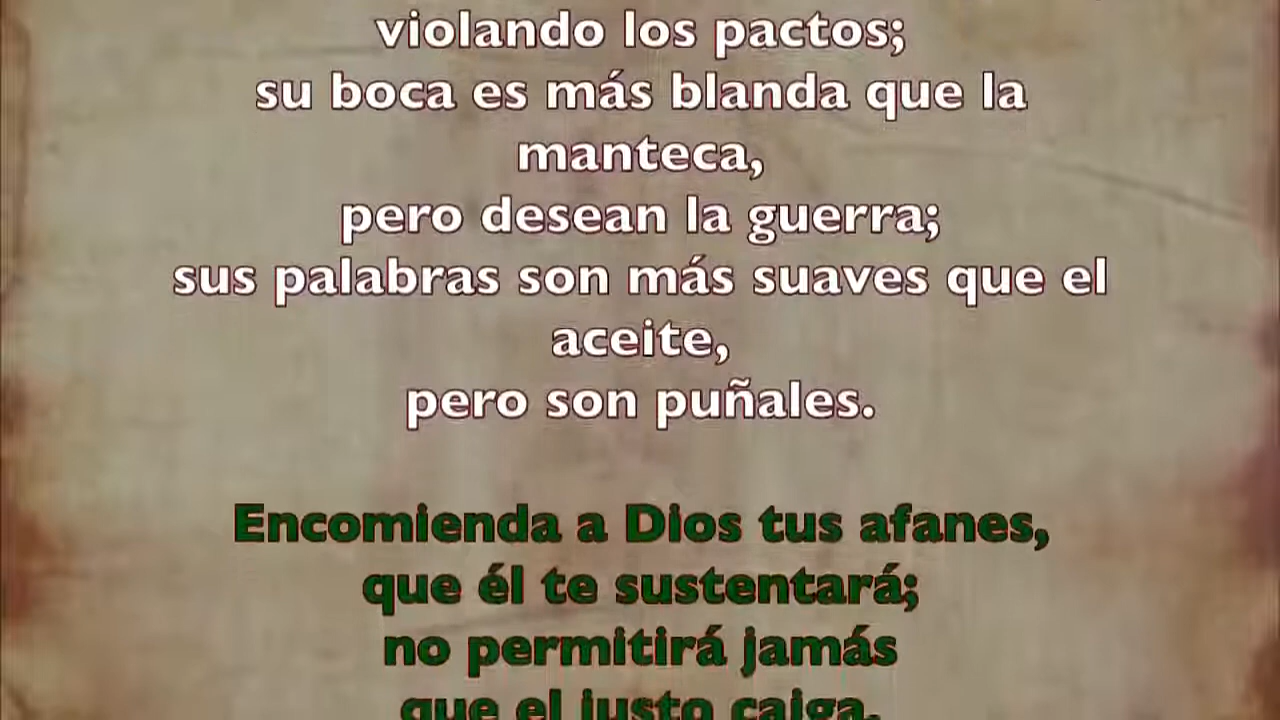 violando los pactos;
su boca es más blanda que la
manteca,
pero desean la guerra;
sus palabras son más suaves que el
aceite,
pero son puñales.
Encomienda a Dios tus afanes,
que él te sustentará;
no permitirá jamás
que el justo caiga.